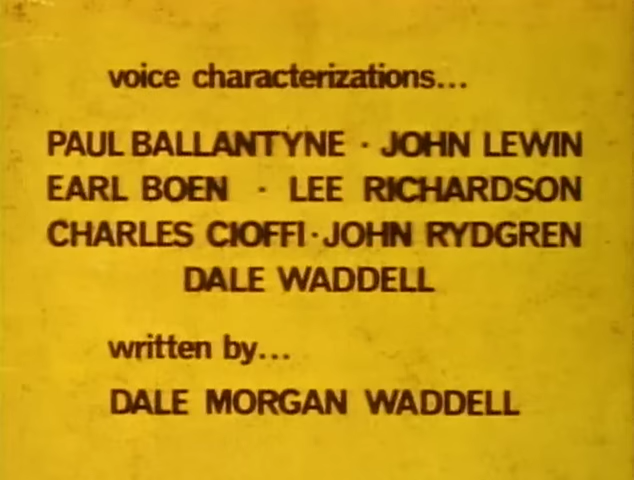 voice characterizations...
PAUL BALLANTYNE · JOHN LEWIN
EARL BOEN · LEE RICHARDSON
CHARLES CIOFFI · JOHN RYDGREN
DALE WADDELL
written by...
DALE MORGAN WADDELL